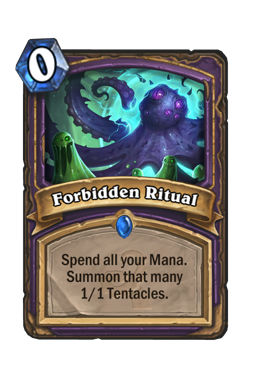 0
Forbidden Ritual
Spend all your Mana.
Summon that many
1/1 Tentacles.